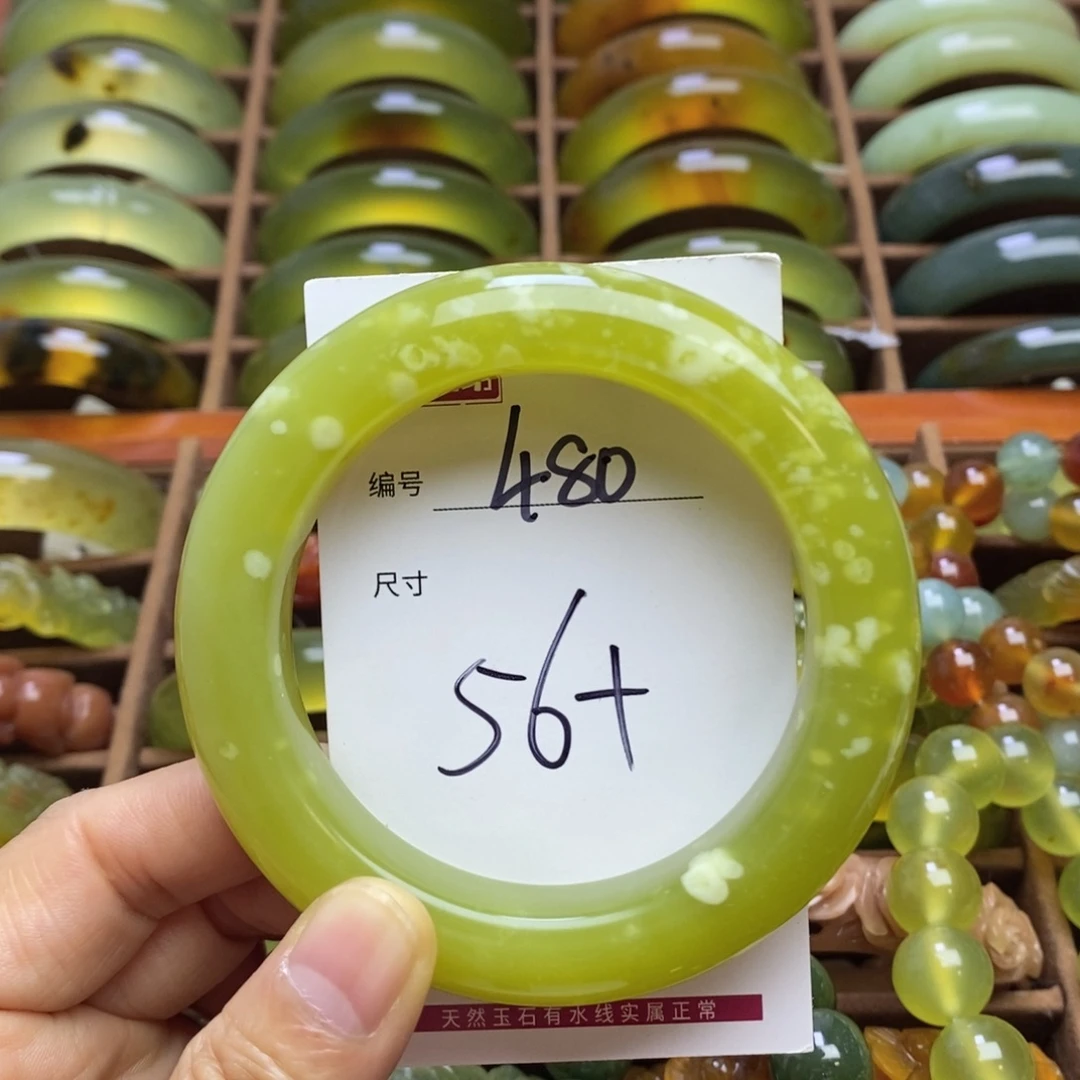 编号 480
尺寸
56+
天然玉石有水线实属正常